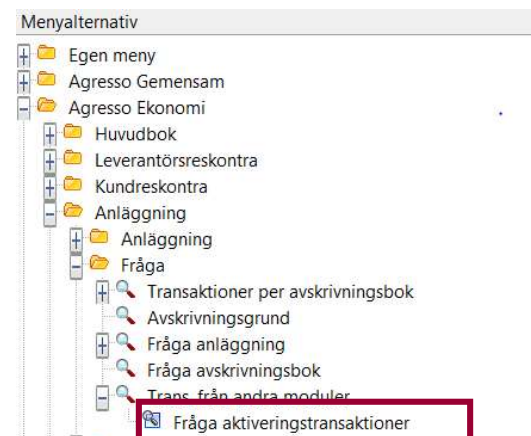 Menyalternativ
Egen meny
Agresso Gemensam
Agresso Ekonomi
Huvudbok
Leverantörsreskontra
Kundreskontra
Anläggning
Anläggning
Fråga
Transaktioner per avskrivningsbok
Avskrivningsgrund
Fråga anläggning
Fråga avskrivningsbok
Trans. från andra moduler
Fråga aktiveringstransaktioner